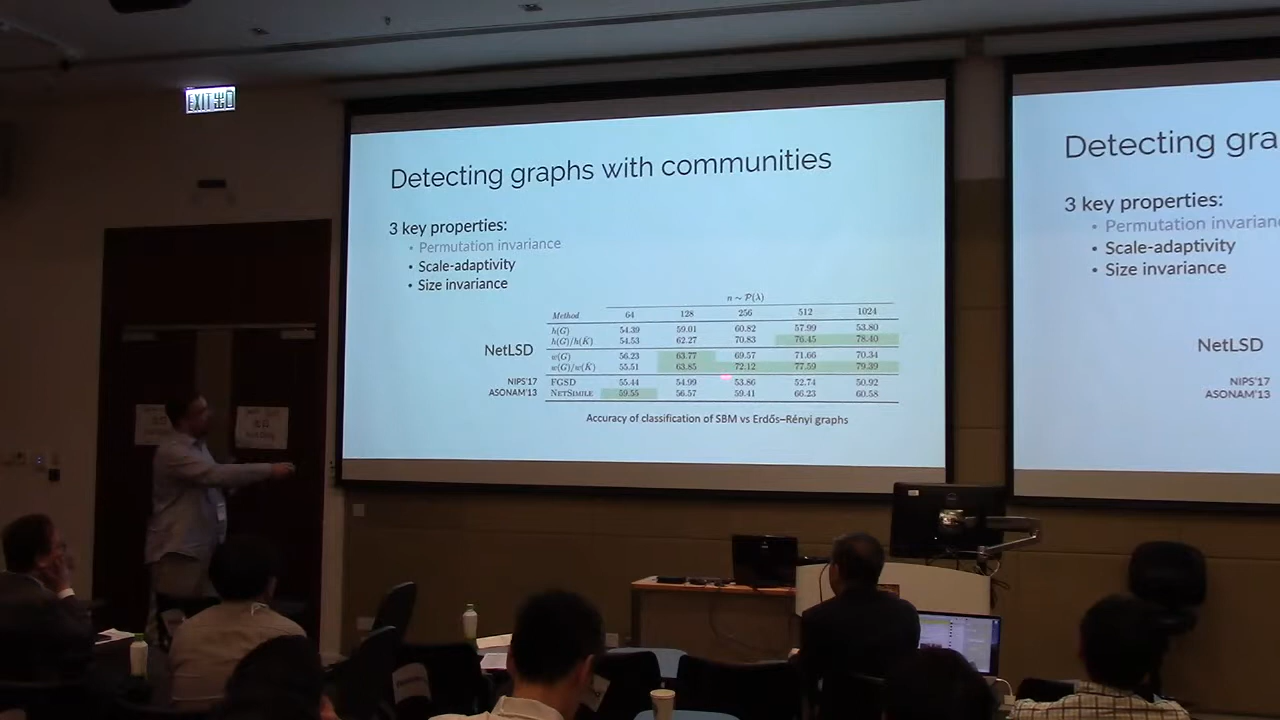 EXIT
Detecting graphs with communities
3 key properties:
• Permutation invariance
• Scale-adaptivity
• Size invariance
n ~ P(λ)
Method 64 128 256 512 1024
h(G) 54.39 59.01 60.82 57.99 53.80
h(G)/h(K̄) 54.53 62.27 70.83 76.45 78.40
NetLSD
w(G) 56.23 63.77 69.57 71.66 70.34
w(G)/w(K̄) 55.51 63.85 72.12 77.59 79.39
NIPS'17 FGSD 55.44 54.99 53.86 52.74 50.92
ASONAM'13 NETSIMILE 59.55 56.57 59.41 66.23 60.58
Accuracy of classification of SBM vs Erdős–Rényi graphs
Detecting gra
3 key properties:
• Permutation invarianc
• Scale-adaptivity
• Size invariance
NetLSD
NIPS'17
ASONAM'13